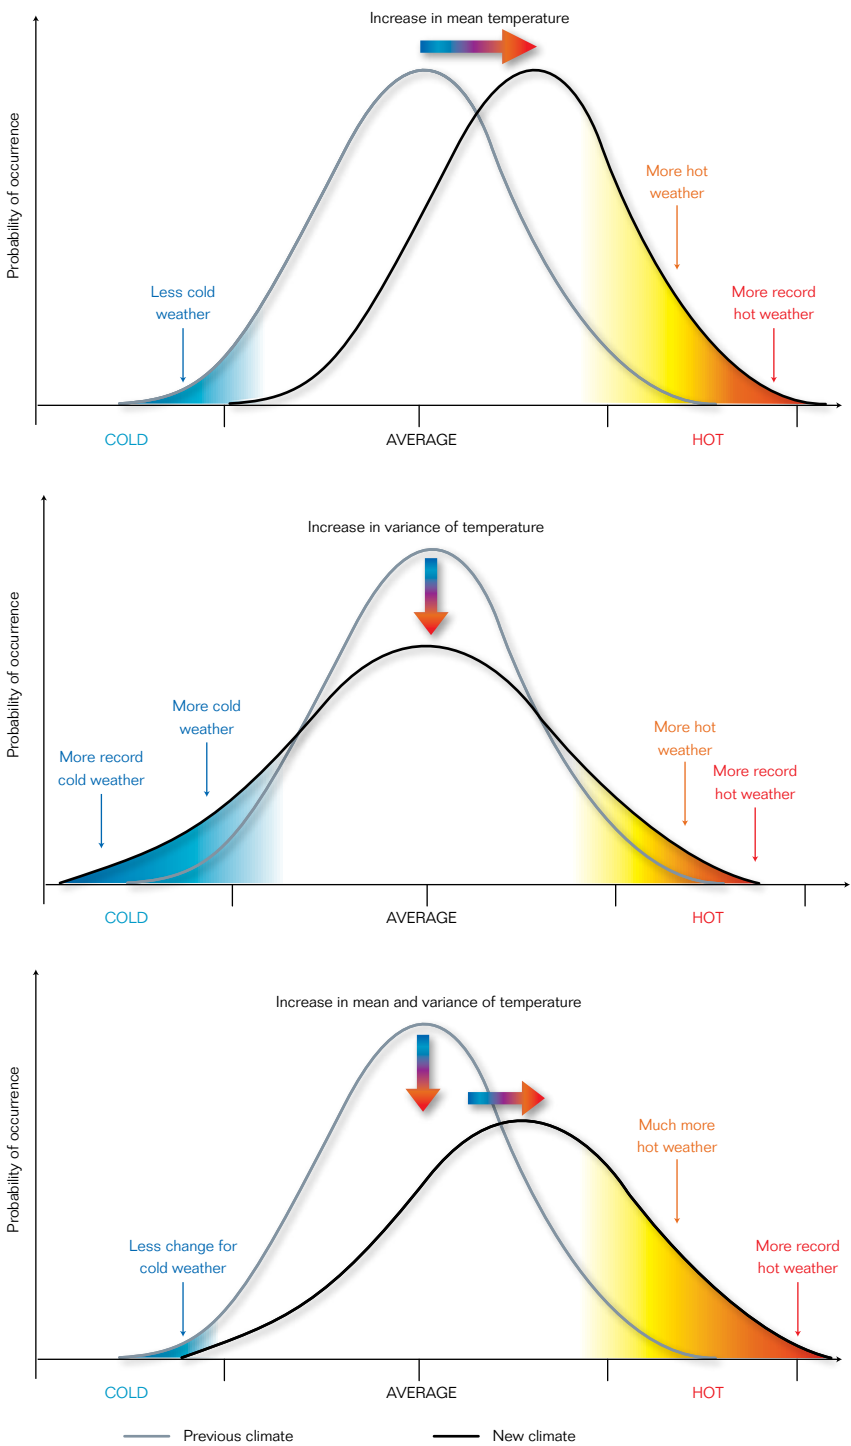 Increase in mean temperature
Probability of occurrence
More hot
weather
Less cold
weather
More record
hot weather
COLD
AVERAGE
HOT
Increase in variance of temperature
Probability of occurrence
More cold
weather
More record
cold weather
More hot
weather
More record
hot weather
COLD
AVERAGE
HOT
Increase in mean and variance of temperature
Probability of occurrence
Much more
hot weather
Less change for
cold weather
More record
hot weather
COLD
AVERAGE
HOT
Previous climate
New climate